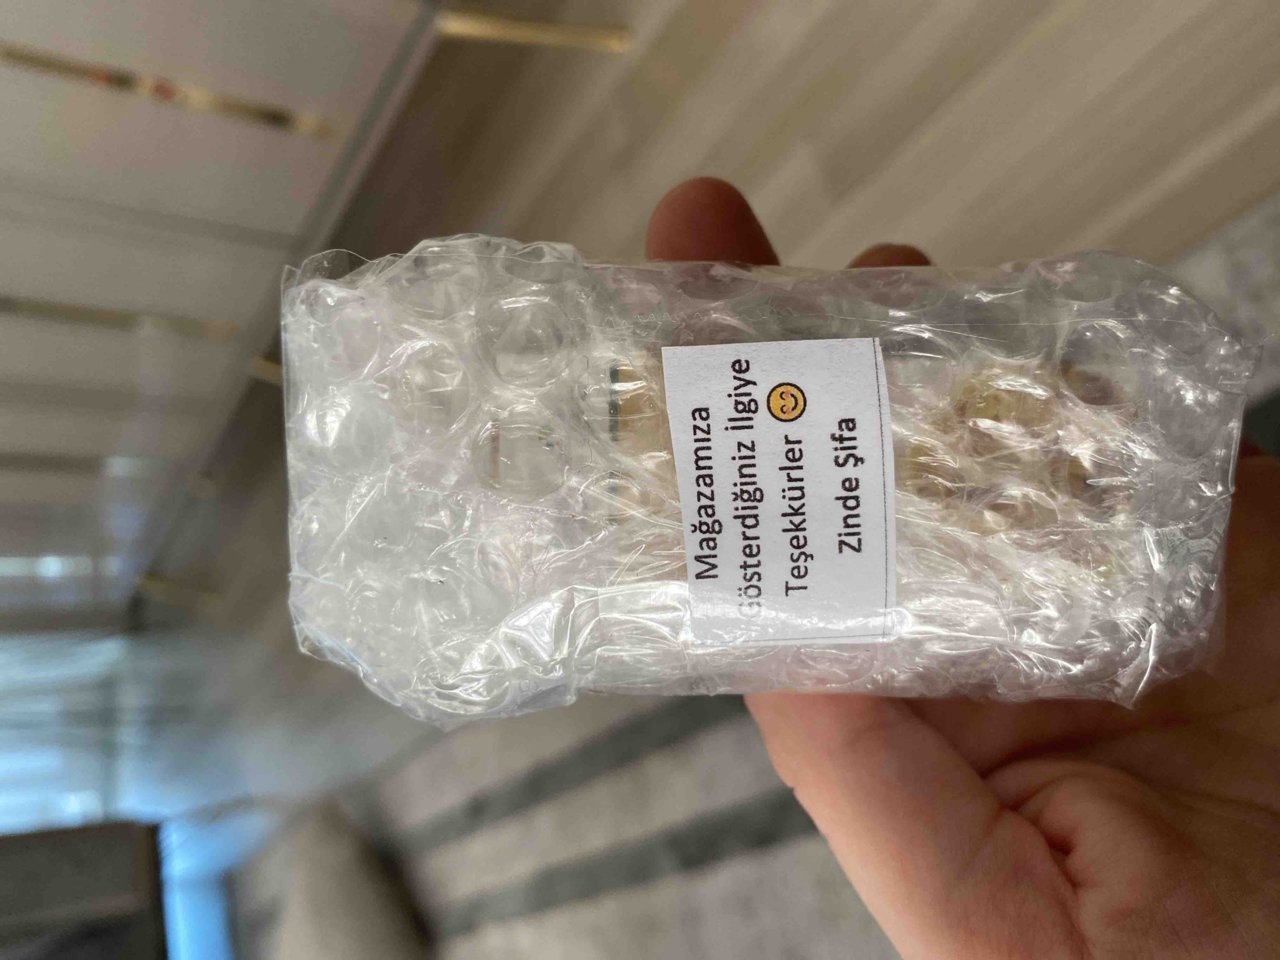 Mağazamıza
Gösterdiğiniz İlgiye
Teşekkürler 😊
Zinde Şifa